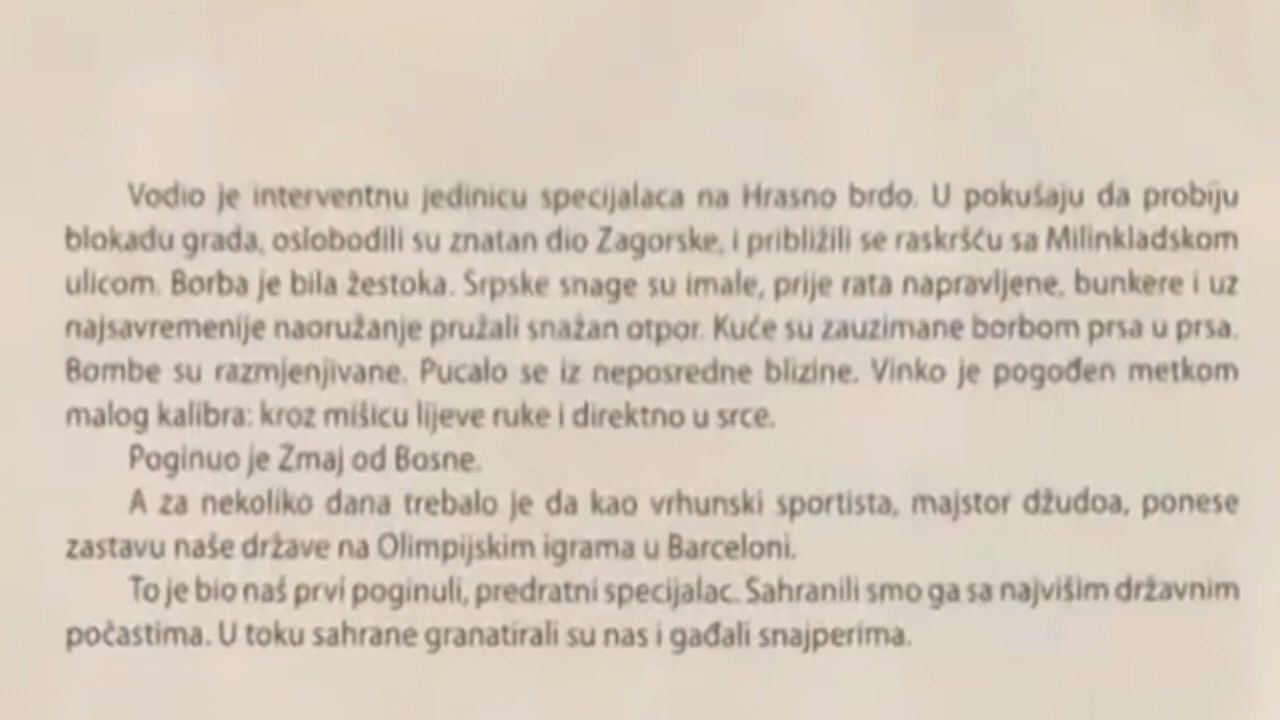 Vodio je interventnu jedinicu specijalaca na Hrasno brdo. U pokušaju da probiju
blokadu grada, oslobodili su znatan dio Zagorske, i približili se raskršću sa Milinkladskom
ulicom. Borba je bila žestoka. Srpske snage su imale, prije rata napravljene, bunkere i uz
najsavremenije naoružanje pružali snažan otpor. Kuće su zauzimane borbom prsa u prsa.
Bombe su razmjenjivane. Pucalo se iz neposredne blizine. Vinko je pogođen metkom
malog kalibra: kroz mišicu lijeve ruke i direktno u srce.
Poginuo je Zmaj od Bosne.
A za nekoliko dana trebalo je da kao vrhunski sportista, majstor džudoa, ponese
zastavu naše države na Olimpijskim igrama u Barceloni.
To je bio naš prvi poginuli, predratni specijalac. Sahranili smo ga sa najvišim državnim
počastima. U toku sahrane granatirali su nas i gađali snajperima.